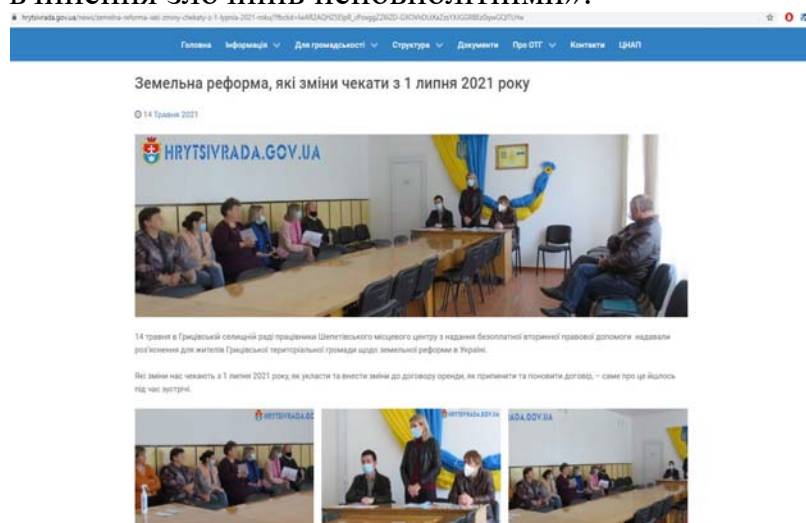 вчинення злочинів неповнолітніми».
Головна Інформація Для громадськості Структура Документи Про ОТГ Контакти ЦНАП
Земельна реформа, які зміни чекати з 1 липня 2021 року
14 Травня 2021
HRYTSIVRADA.GOV.UA
14 травня в Грицівській селищній раді працівники Шепетівського місцевого центру з надання безоплатної вторинної правової допомоги надавали
роз'яснення для жителів Грицівської територіальної громади щодо земельної реформи в Україні.
Які зміни нас чекають з 1 липня 2021 року, як укласти та внести зміни до договору оренди, як припинити та поновити договір, – саме про це йшлось
під час зустрічі.